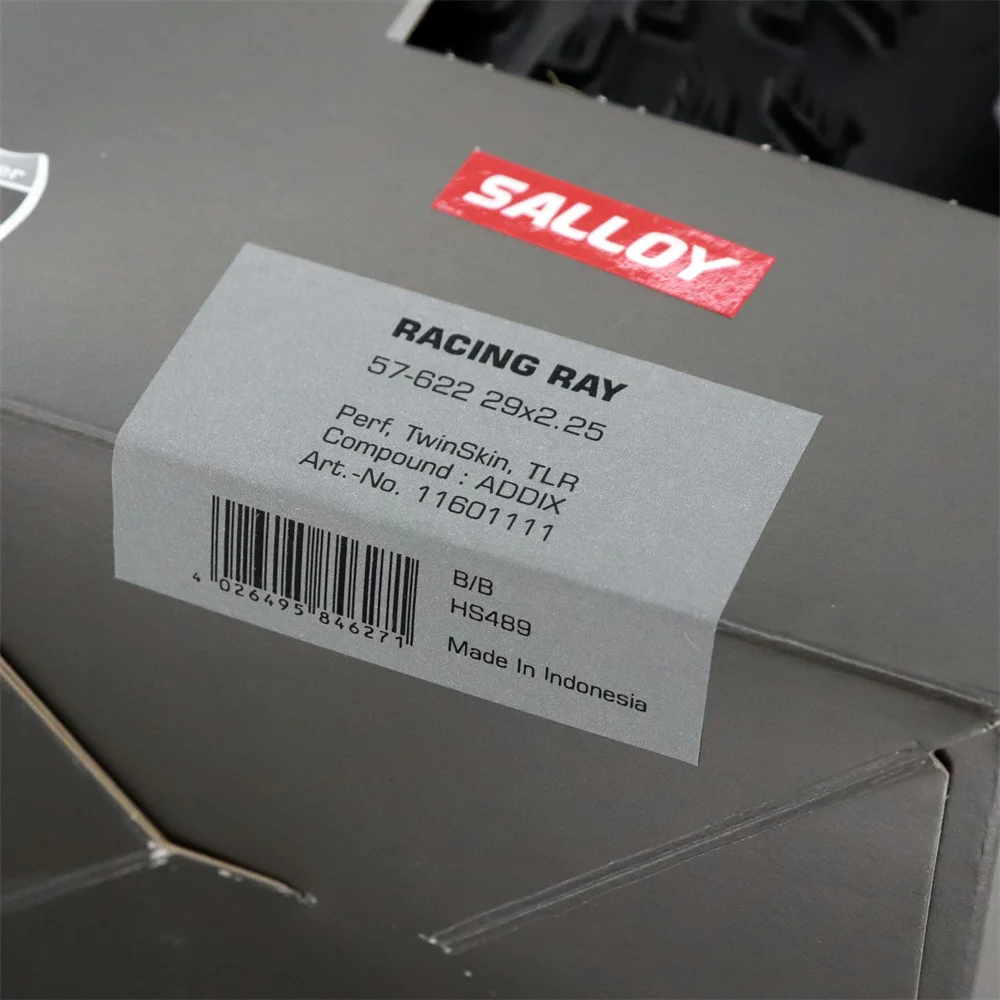 SALLOY
RACING RAY
57-622 29x2.25
Perf, TwinSkin, TLR
Compound : ADDIX
Art.-No. 11601111
4 026495 846271
B/B
HS489
Made In Indonesia